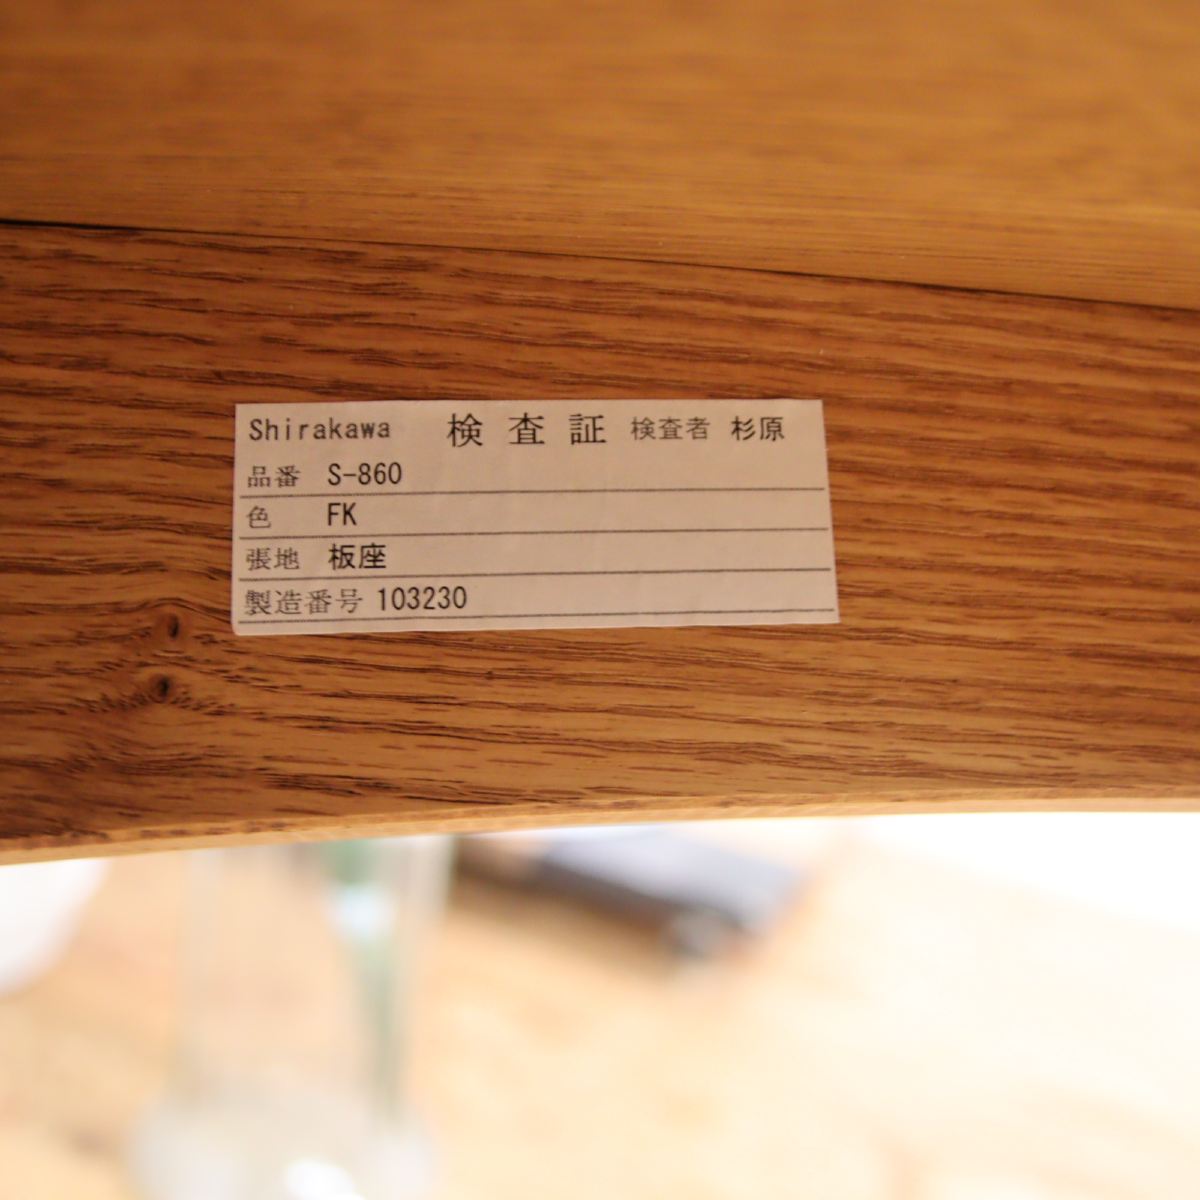 Shirakawa 検査証 検査者 杉原
品番 S-860
色 FK
張地 板座
製造番号 103230